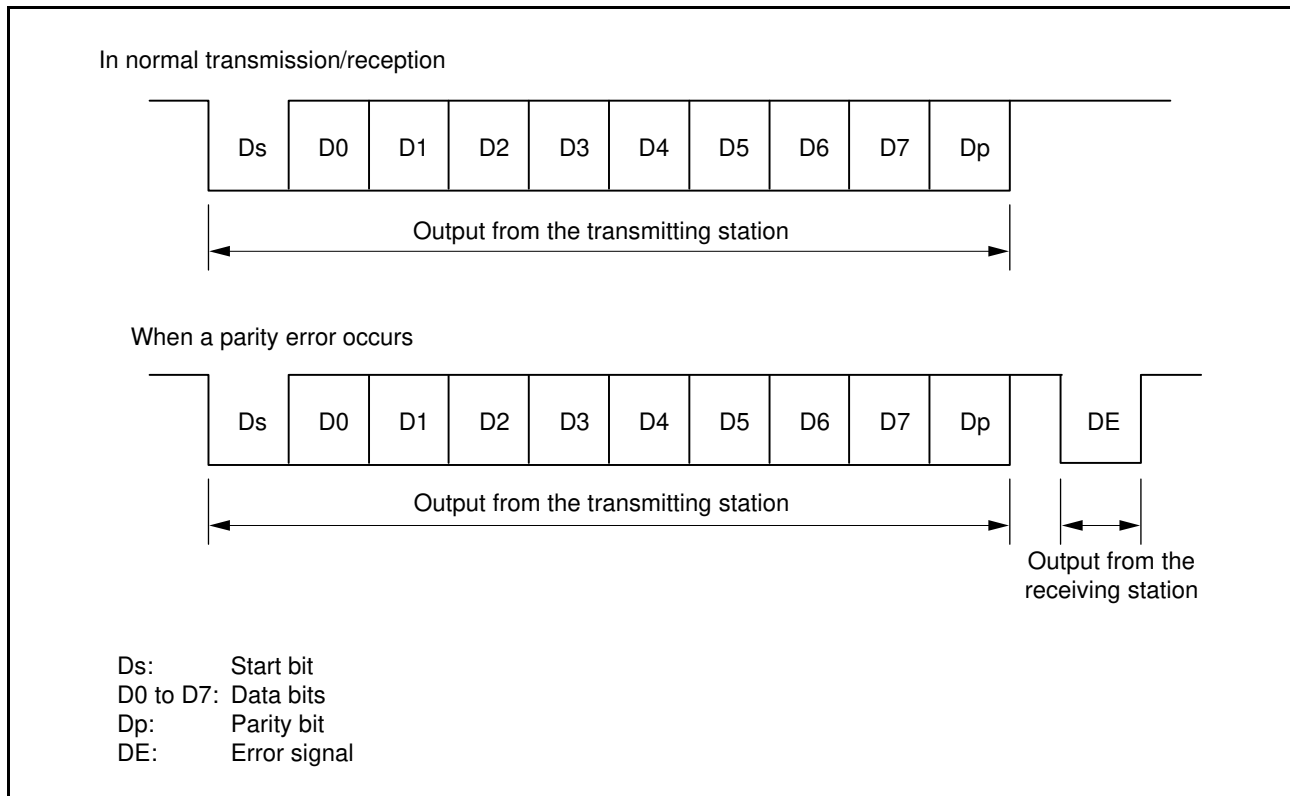 In normal transmission/reception
Ds D0 D1 D2 D3 D4 D5 D6 D7 Dp
Output from the transmitting station
When a parity error occurs
Ds D0 D1 D2 D3 D4 D5 D6 D7 Dp DE
Output from the transmitting station
Output from the
receiving station
Ds: Start bit
D0 to D7: Data bits
Dp: Parity bit
DE: Error signal